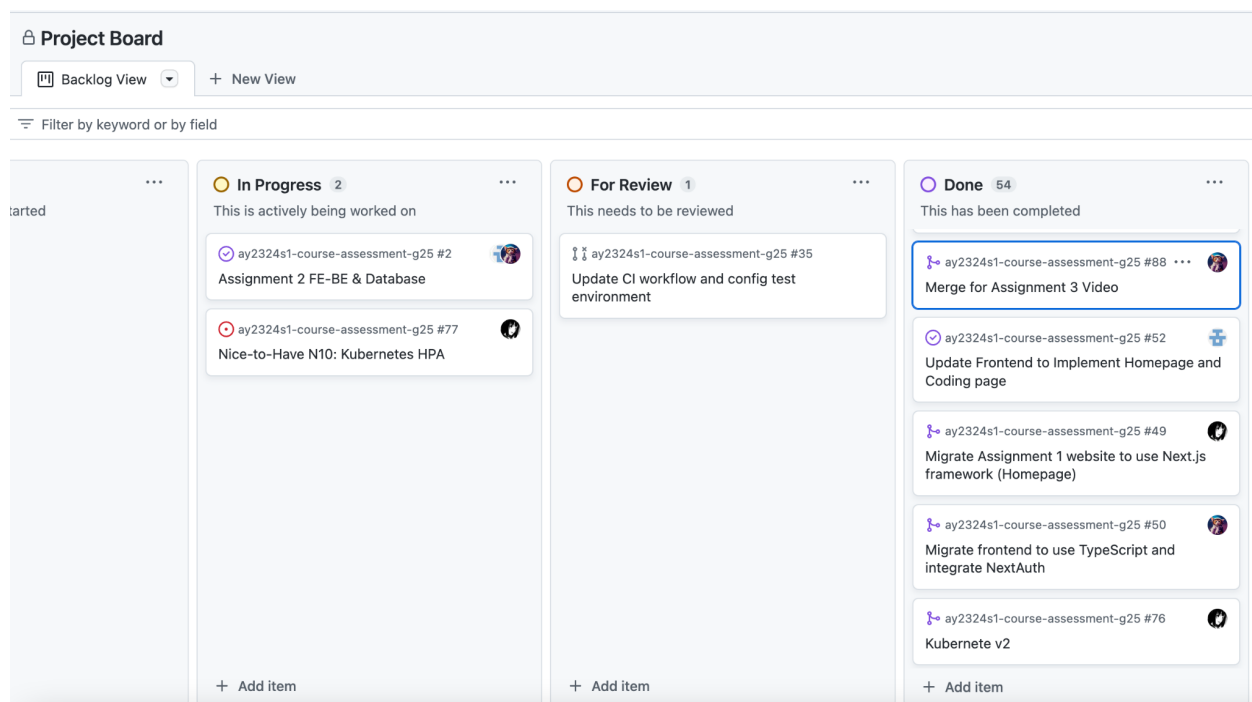 Project Board
Backlog View
New View
Filter by keyword or by field
tarted
In Progress 2
This is actively being worked on
ay2324s1-course-assessment-g25 #2
Assignment 2 FE-BE & Database
ay2324s1-course-assessment-g25 #77
Nice-to-Have N10: Kubernetes HPA
+ Add item
For Review 1
This needs to be reviewed
ay2324s1-course-assessment-g25 #35
Update CI workflow and config test
environment
+ Add item
Done 54
This has been completed
ay2324s1-course-assessment-g25 #88
Merge for Assignment 3 Video
ay2324s1-course-assessment-g25 #52
Update Frontend to Implement Homepage and
Coding page
ay2324s1-course-assessment-g25 #49
Migrate Assignment 1 website to use Next.js
framework (Homepage)
ay2324s1-course-assessment-g25 #50
Migrate frontend to use TypeScript and
integrate NextAuth
ay2324s1-course-assessment-g25 #76
Kubernete v2
+ Add item